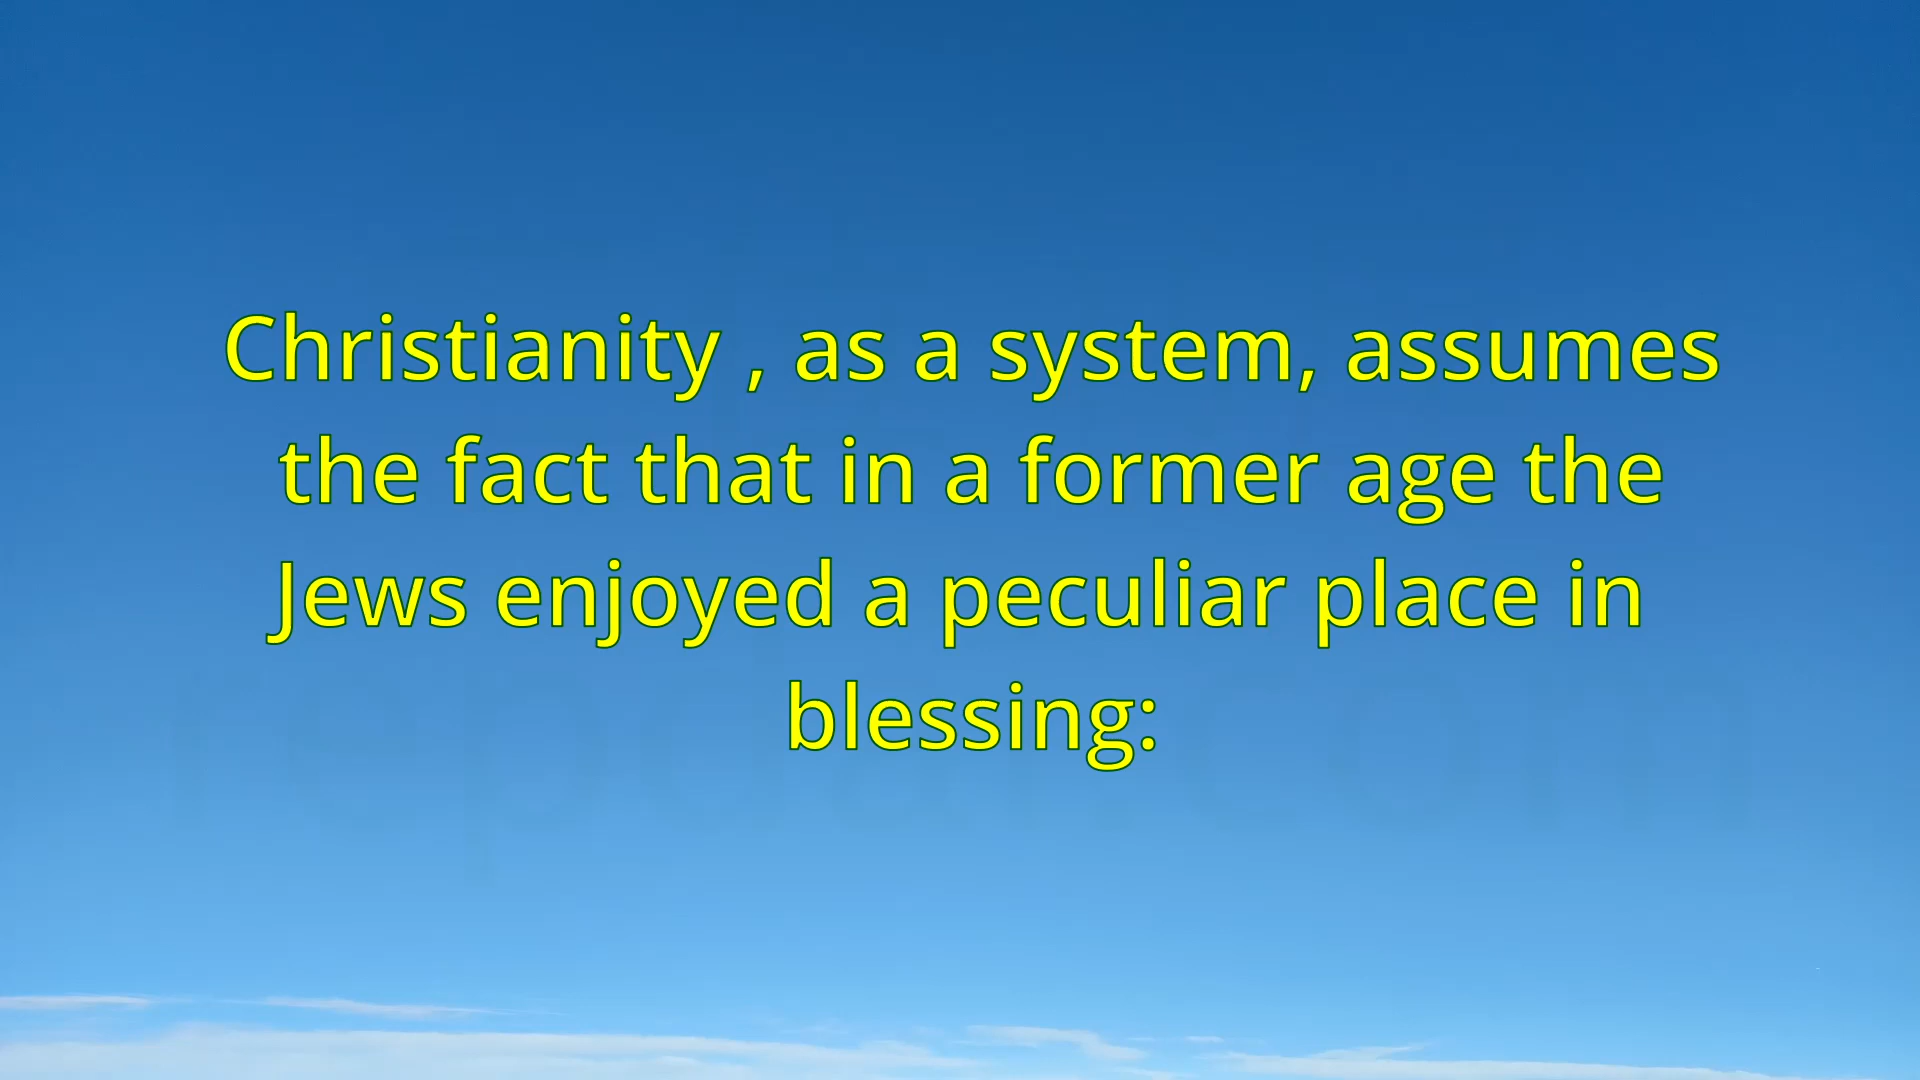 Christianity , as a system, assumes
the fact that in a former age the
Jews enjoyed a peculiar place in
blessing: